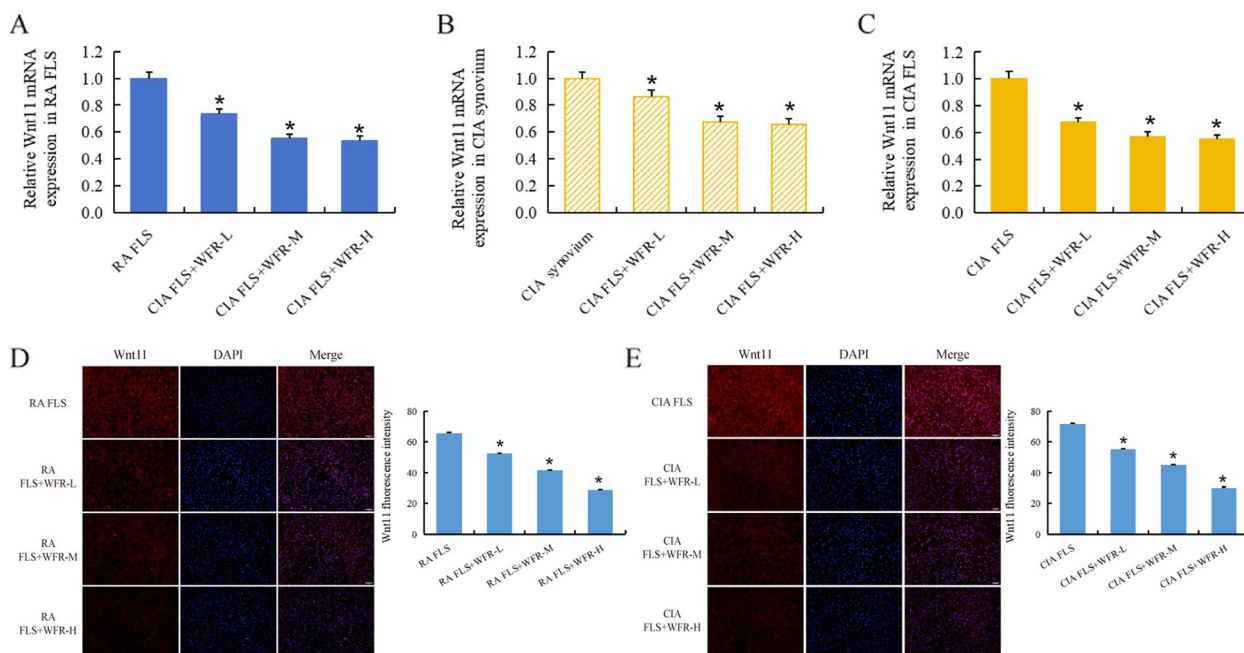 A
Relative Wnt11 mRNA
expression in RA FLS
1.2
1.0
0.8
0.6
0.4
0.2
0.0
*
*
*
RA FLS
CIA FLS+WFR-L
CIA FLS+WFR-M
CIA FLS+WFR-H
B
Relative Wnt11 mRNA
expression in CIA synovium
1.2
1.0
0.8
0.6
0.4
0.2
0.0
*
*
*
CIA synovium
CIA FLS+WFR-L
CIA FLS+WFR-M
CIA FLS+WFR-H
C
Relative Wnt11 mRNA
expression in CIA FLS
1.2
1.0
0.8
0.6
0.4
0.2
0.0
*
*
*
CIA FLS
CIA FLS+WFR-L
CIA FLS+WFR-M
CIA FLS+WFR-H
D
Wnt11 DAPI Merge
RA FLS
RA
FLS+WFR-L
RA
FLS+WFR-M
RA
FLS+WFR-H
Wnt11 fluorescence intensity
80
60
40
20
0
*
*
*
RA FLS
RA FLS+WFR-L
RA FLS+WFR-M
RA FLS+WFR-H
E
Wnt11 DAPI Merge
CIA FLS
CIA
FLS+WFR-L
CIA
FLS+WFR-M
CIA
FLS+WFR-H
Wnt11 fluorescence intensity
80
60
40
20
0
*
*
*
CIA FLS
CIA FLS+WFR-L
CIA FLS+WFR-M
CIA FLS+WFR-H